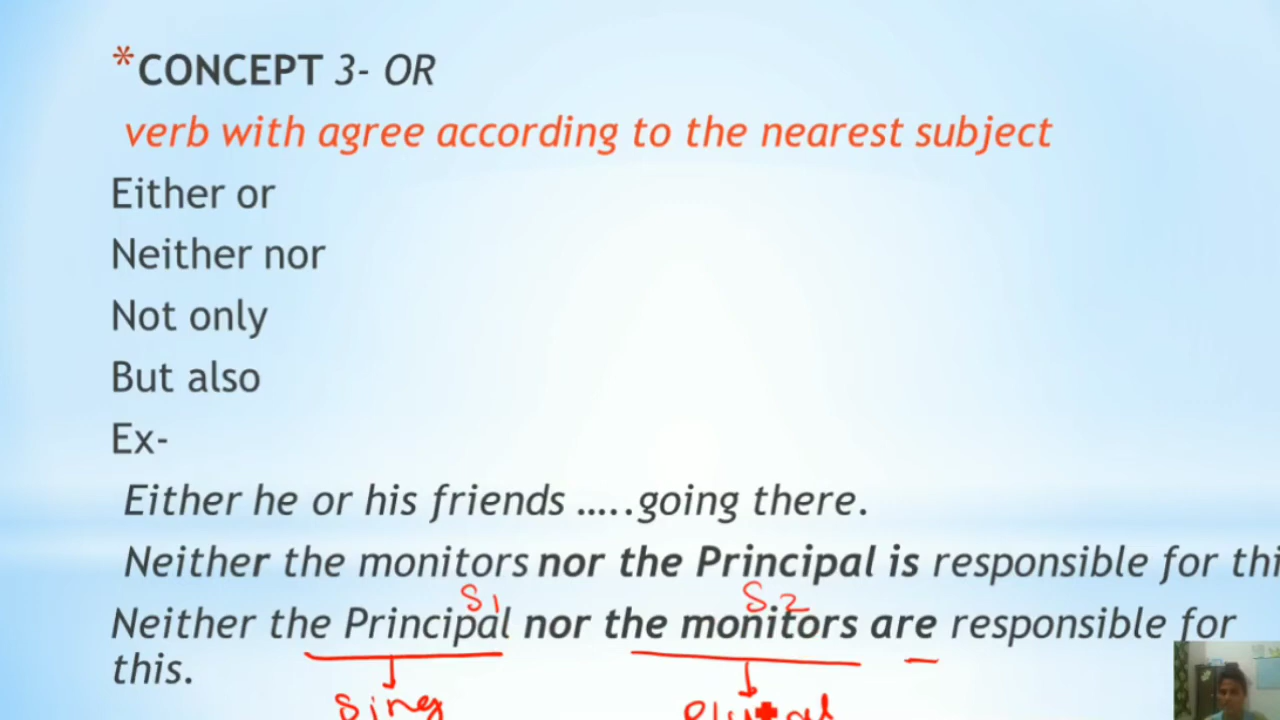 *CONCEPT 3- OR
verb with agree according to the nearest subject
Either or
Neither nor
Not only
But also
Ex-
Either he or his friends …..going there.
Neither the monitors nor the Principal is responsible for thi
S1 S2
Neither the Principal nor the monitors are responsible for
this.
Sing